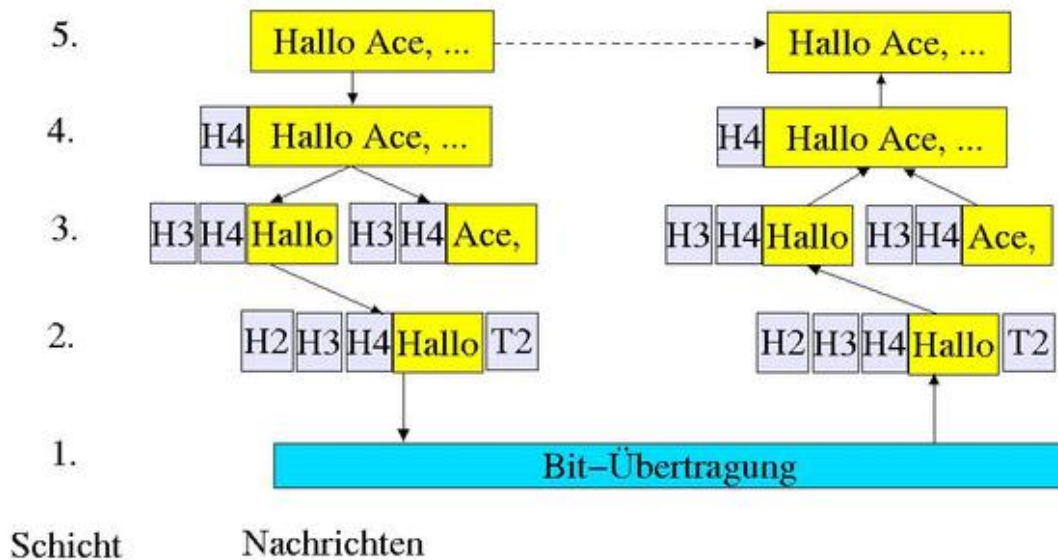 5. Hallo Ace, ... Hallo Ace, ...
4. H4 Hallo Ace, ... H4 Hallo Ace, ...
3. H3 H4 Hallo H3 H4 Ace, H3 H4 Hallo H3 H4 Ace,
2. H2 H3 H4 Hallo T2 H2 H3 H4 Hallo T2
1. Bit–Übertragung
Schicht Nachrichten